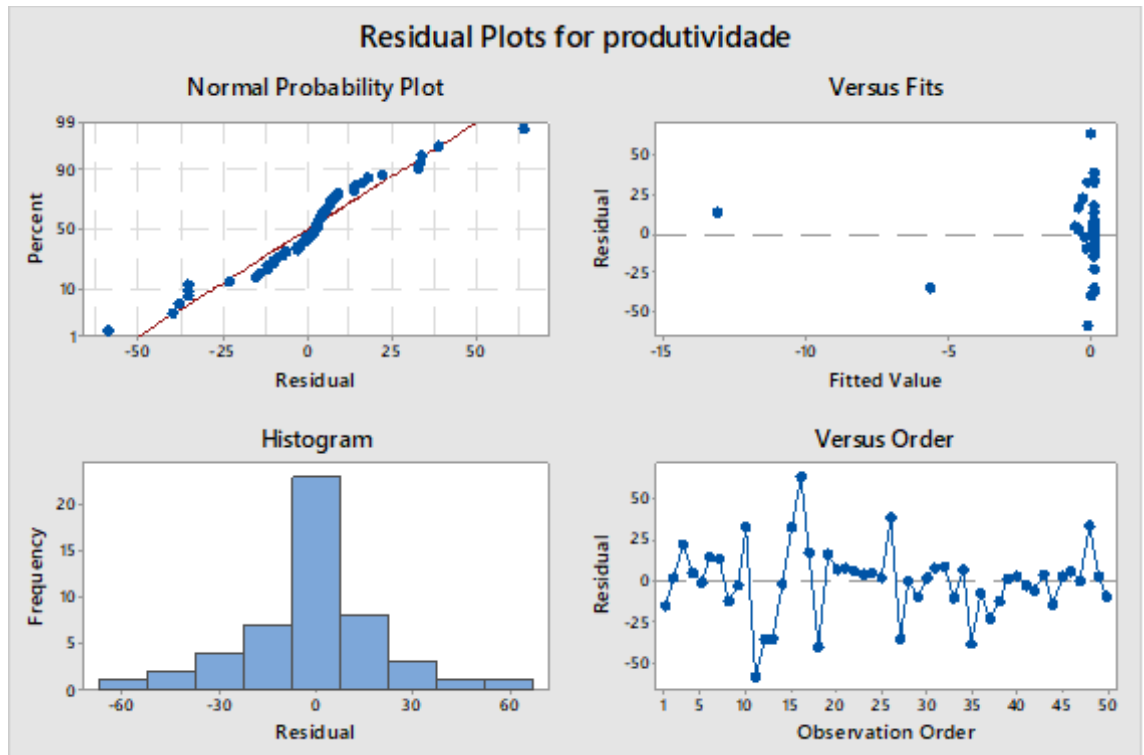 Residual Plots for produtividade
Normal Probability Plot
99
90
50
10
1
Percent
-50 -25 0 25 50
Residual
Versus Fits
50
25
0
-25
-50
Residual
-15 -10 -5 0
Fitted Value
Histogram
20
15
10
5
0
Frequency
-60 -30 0 30 60
Residual
Versus Order
50
25
0
-25
-50
Residual
1 5 10 15 20 25 30 35 40 45 50
Observation Order